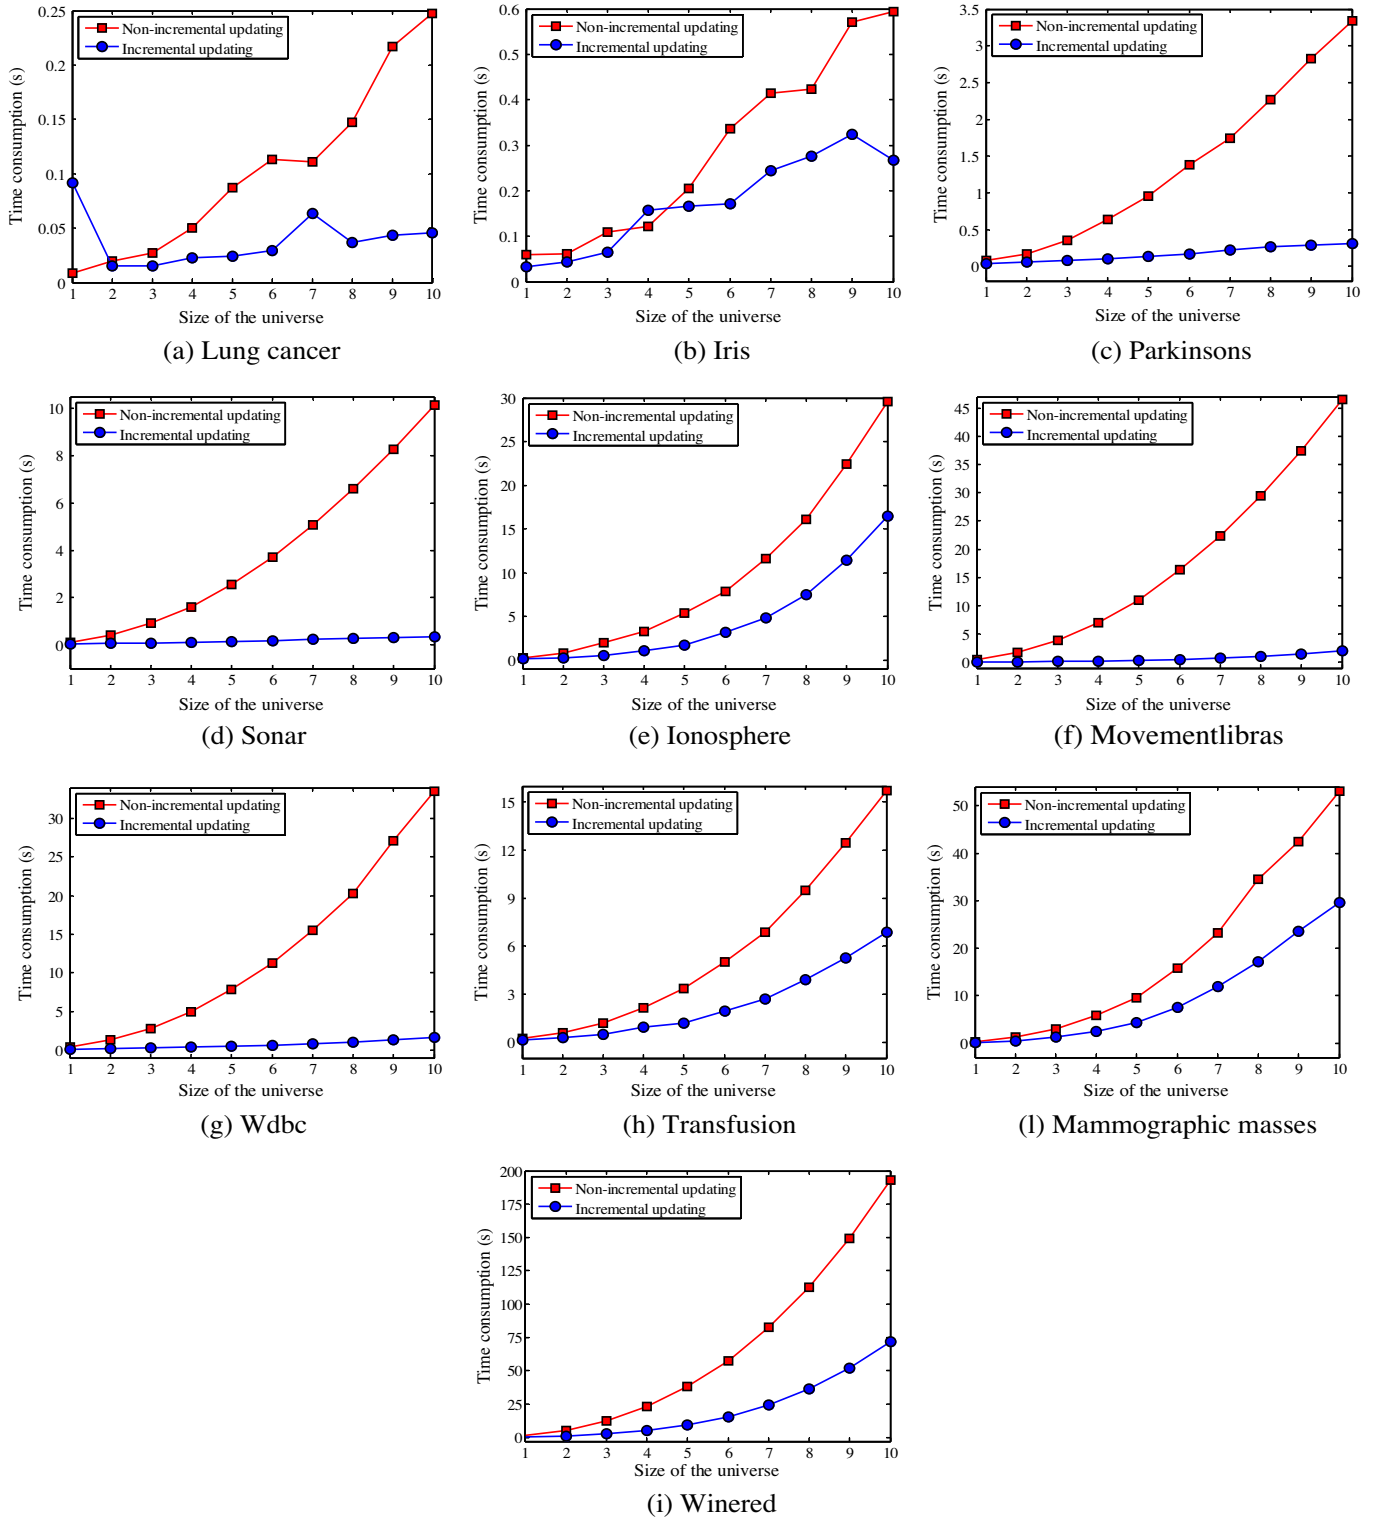 0.25
0.2
0.15
0.1
0.05
0
Time consumption (s)
Non-incremental updating
Incremental updating
1 2 3 4 5 6 7 8 9 10
Size of the universe
(a) Lung cancer
0.6
0.5
0.4
0.3
0.2
0.1
0
Time consumption (s)
Non-incremental updating
Incremental updating
1 2 3 4 5 6 7 8 9 10
Size of the universe
(b) Iris
3.5
3
2.5
2
1.5
1
0.5
0
Time consumption (s)
Non-incremental updating
Incremental updating
1 2 3 4 5 6 7 8 9 10
Size of the universe
(c) Parkinsons
10
8
6
4
2
0
Time consumption (s)
Non-incremental updating
Incremental updating
1 2 3 4 5 6 7 8 9 10
Size of the universe
(d) Sonar
30
25
20
15
10
5
0
Time consumption (s)
Non-incremental updating
Incremental updating
1 2 3 4 5 6 7 8 9 10
Size of the universe
(e) Ionosphere
45
40
35
30
25
20
15
10
5
0
Time consumption (s)
Non-incremental updating
Incremental updating
1 2 3 4 5 6 7 8 9 10
Size of the universe
(f) Movementlibras
30
25
20
15
10
5
0
Time consumption (s)
Non-incremental updating
Incremental updating
1 2 3 4 5 6 7 8 9 10
Size of the universe
(g) Wdbc
15
12
9
6
3
0
Time consumption (s)
Non-incremental updating
Incremental updating
1 2 3 4 5 6 7 8 9 10
Size of the universe
(h) Transfusion
50
40
30
20
10
0
Time consumption (s)
Non-incremental updating
Incremental updating
1 2 3 4 5 6 7 8 9 10
Size of the universe
(l) Mammographic masses
200
175
150
125
100
75
50
25
0
Time consumption (s)
Non-incremental updating
Incremental updating
1 2 3 4 5 6 7 8 9 10
Size of the universe
(i) Winered